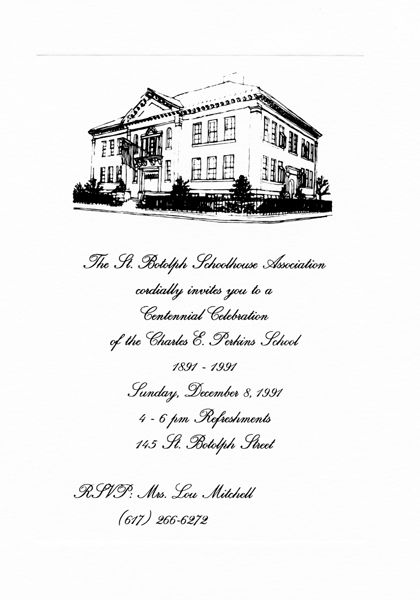 The St. Botolph Schoolhouse Association
cordially invites you to a
Centennial Celebration
of the Charles E. Perkins School
1891 - 1991
Sunday, December 8, 1991
4 - 6 pm Refreshments
145 St. Botolph Street
RSVP: Mrs. Lou Mitchell
(617) 266-6272